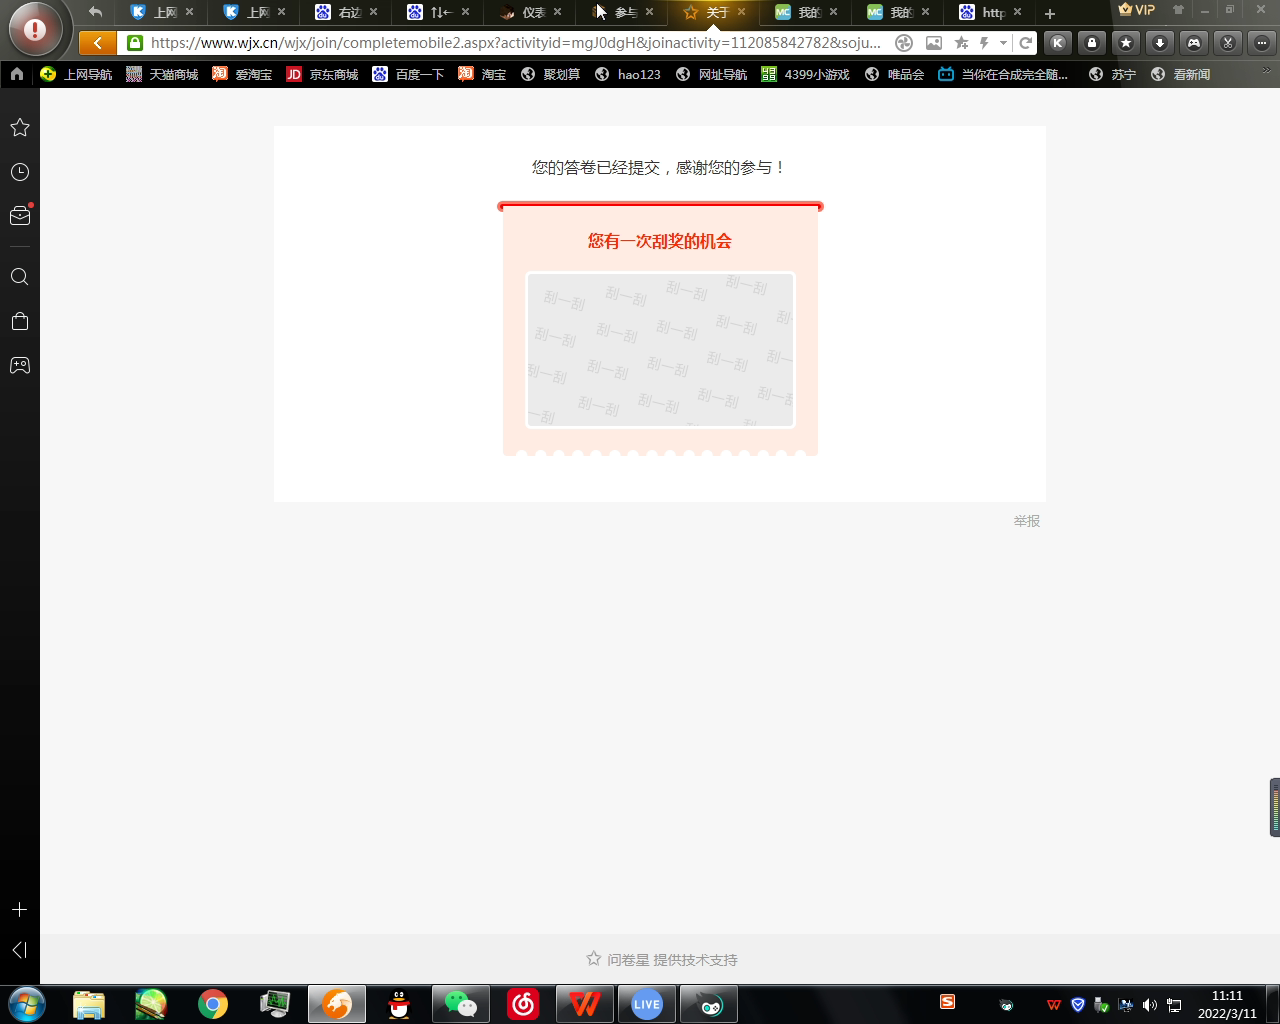 上网
上网
右边
↑↓←
仪表
参与
关于
我的
我的
http
VIP
https://www.wjx.cn/wjx/join/completemobile2.aspx?activityid=mgJ0dgH&joinactivity=112085842782&soju...
上网导航
天猫商城
爱淘宝
JD 京东商城
百度一下
淘 淘宝
聚划算
hao123
网址导航
4399小游戏
唯品会
当你在合成完全随...
苏宁
看新闻
您的答卷已经提交，感谢您的参与！
您有一次刮奖的机会
刮一刮 刮一刮 刮一刮 刮一刮
刮一刮 刮一刮 刮一刮 刮一刮
刮一刮 刮一刮 刮一刮 刮一刮
刮一刮 刮一刮 刮一刮 刮一刮
举报
问卷星 提供技术支持
LIVE
11:11
2022/3/11